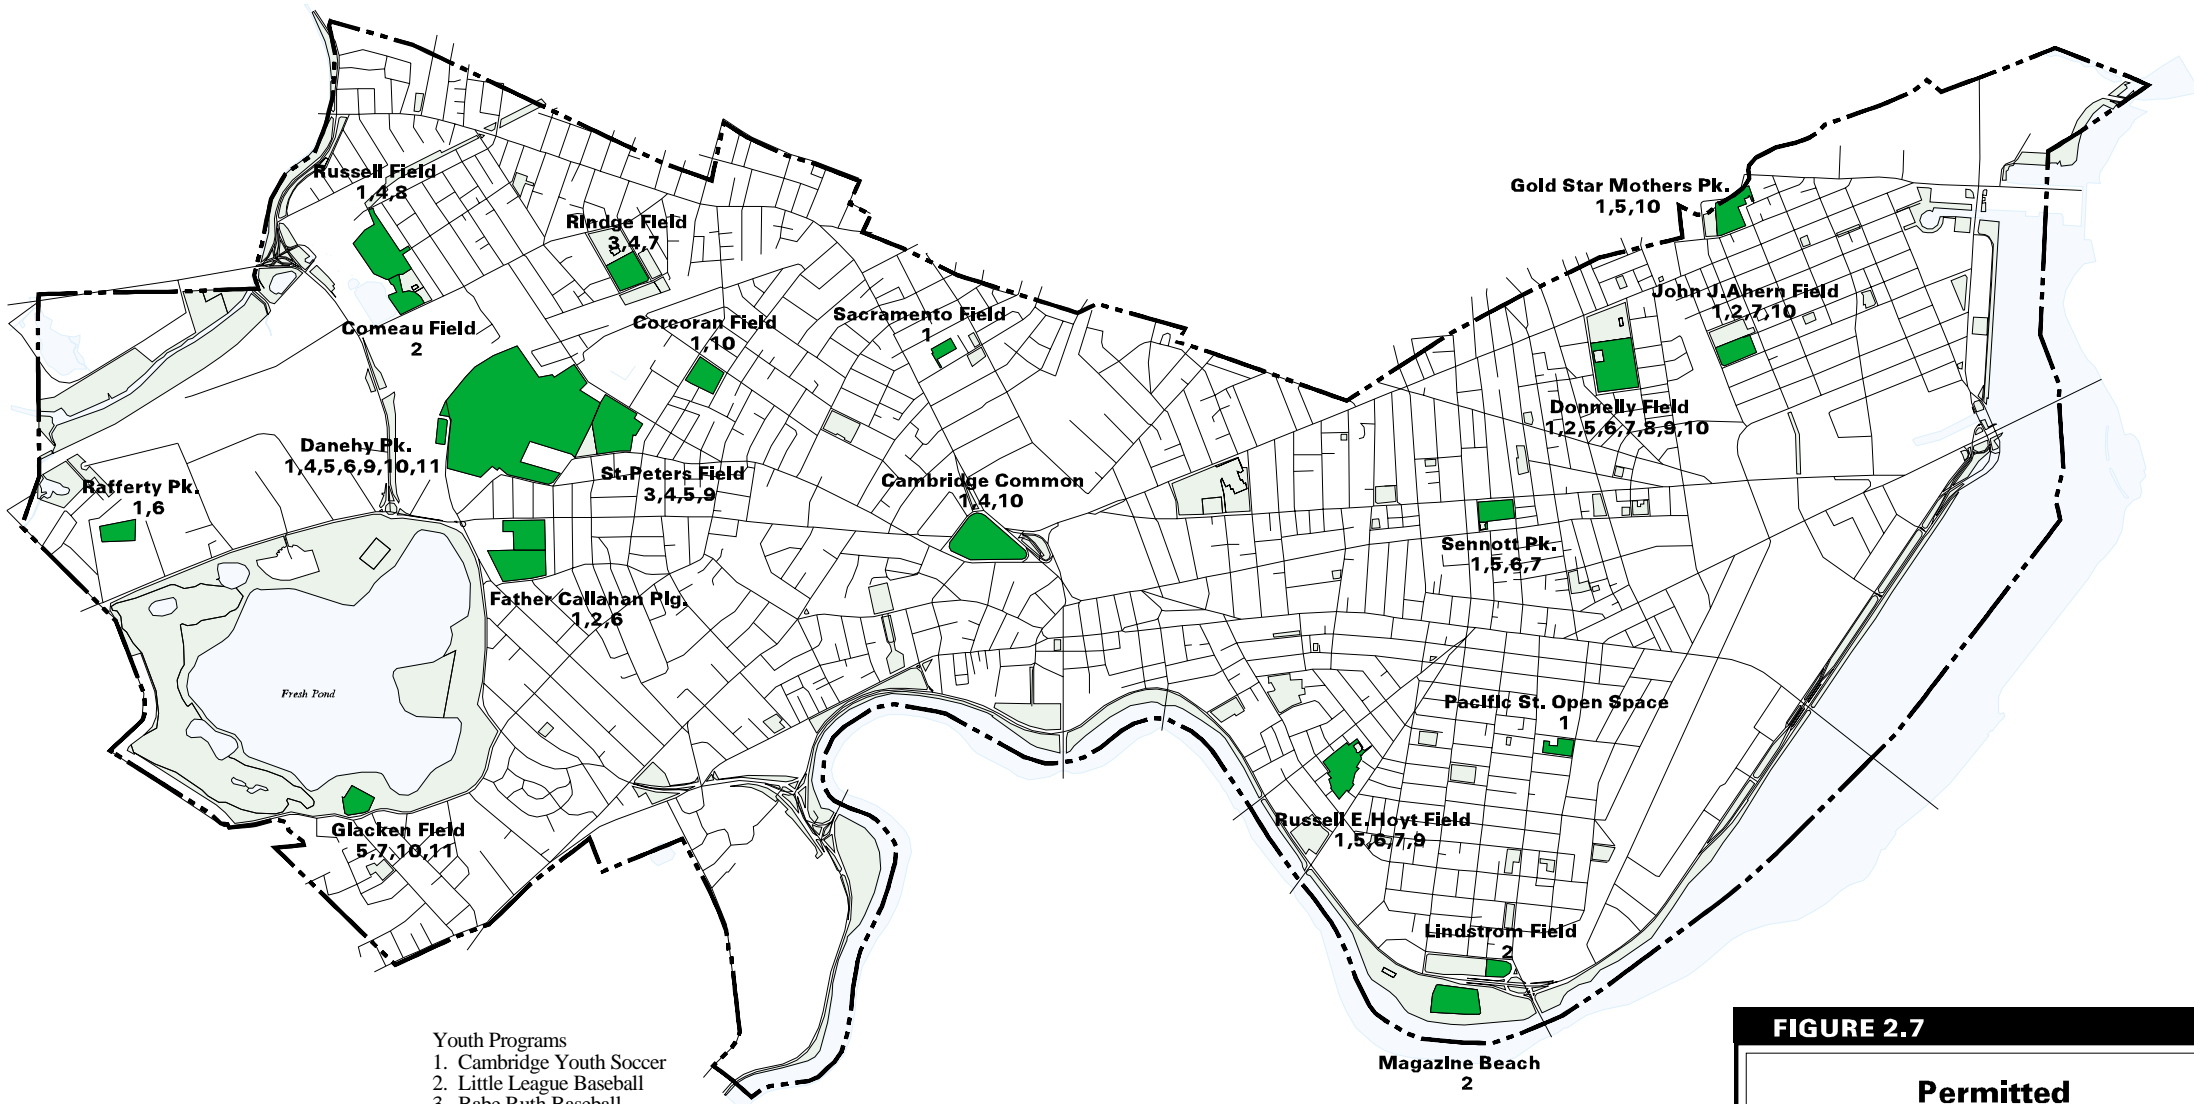 Russell Field
1,4,8
Rindge Field
3,4,7
Gold Star Mothers Pk.
1,5,10
John J.Ahern Field
1,2,7,10
Comeau Field
2
Corcoran Field
1,10
Sacramento Field
1
Donnelly Field
1,2,5,6,7,8,9,10
Danehy Pk.
1,4,5,6,9,10,11
St.Peters Field
3,4,5,9
Cambridge Common
1,4,10
Rafferty Pk.
1,6
Sennott Pk.
1,5,6,7
Father Callahan Plg.
1,2,6
Fresh Pond
Pacific St. Open Space
1
Glacken Field
5,7,10,11
Russell E.Hoyt Field
1,5,6,7,9
Lindstrom Field
2
Magazine Beach
2
Youth Programs
1. Cambridge Youth Soccer
2. Little League Baseball
3. Babe Ruth Baseball
FIGURE 2.7
Permitted